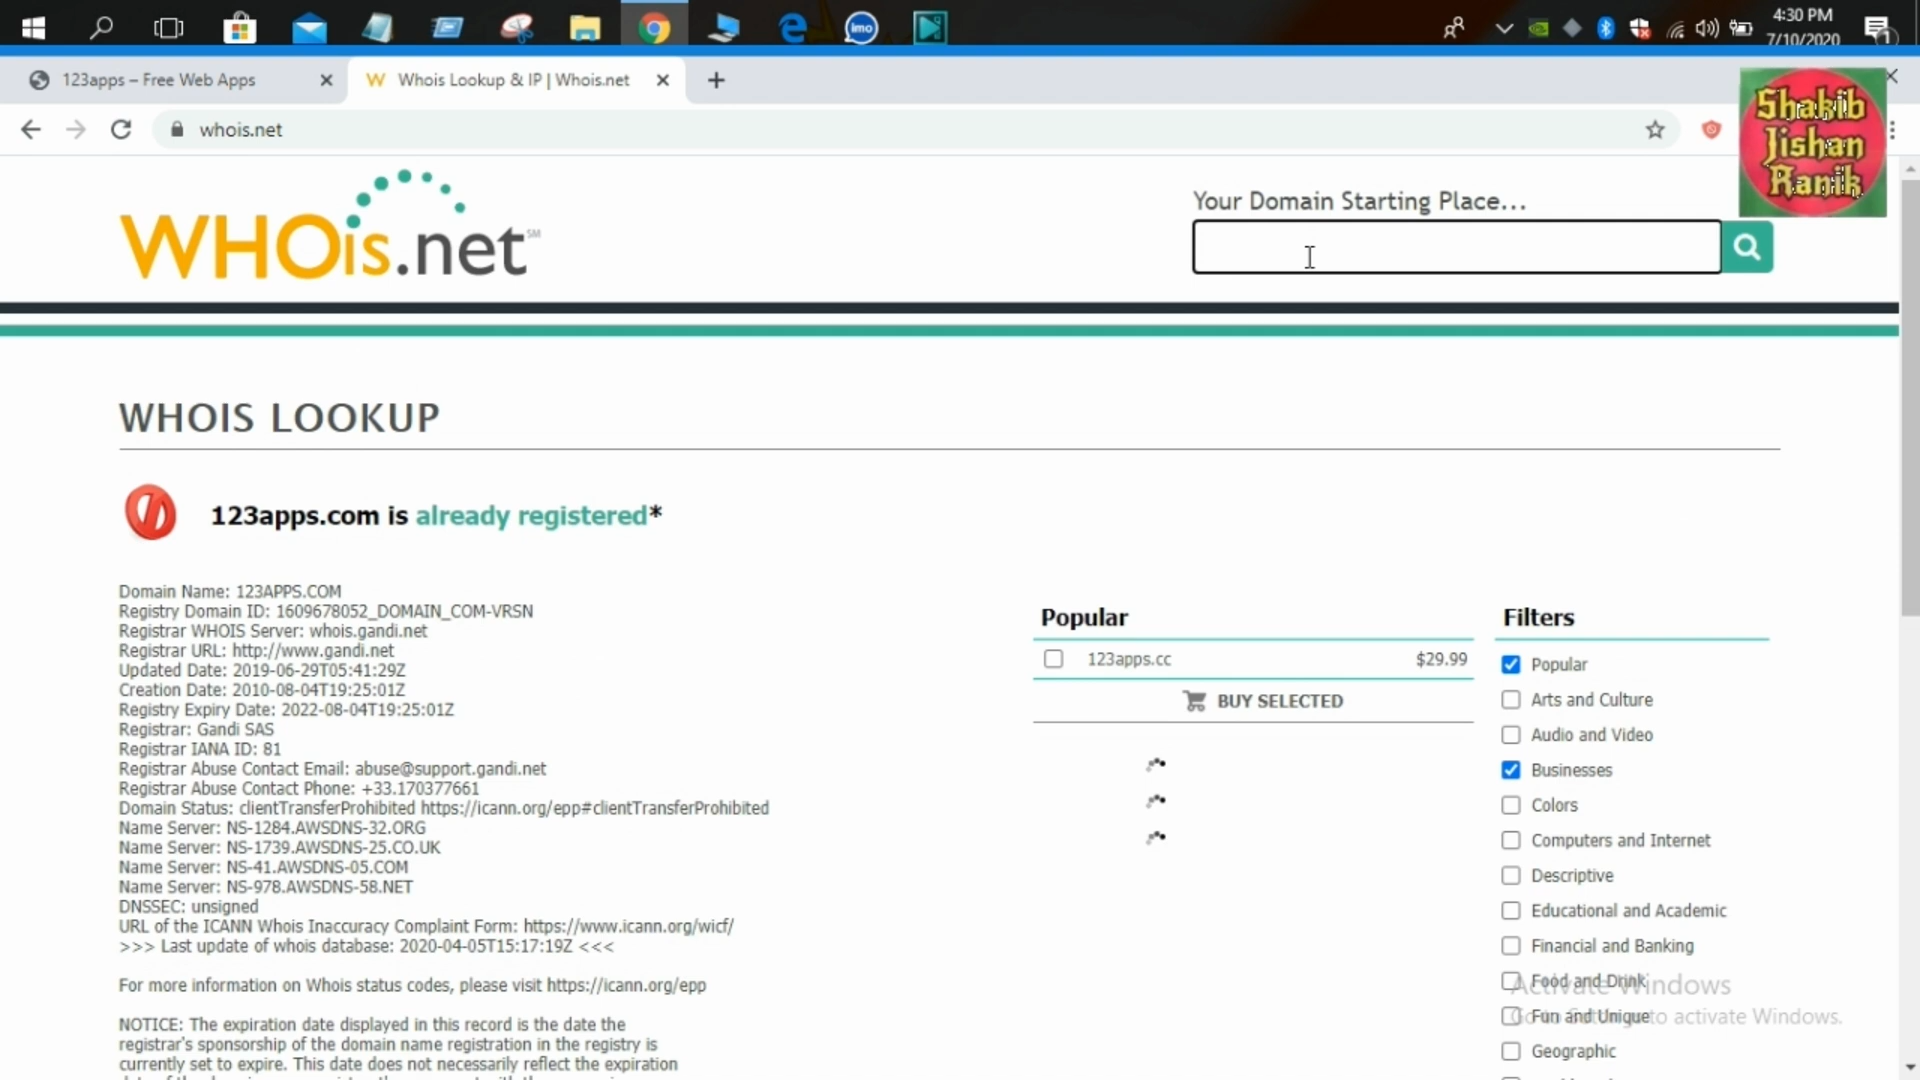 imo
4:30 PM
7/10/2020
1
123apps – Free Web Apps
Whois Lookup & IP | Whois.net
whois.net
Shakib
Jishan
Ranik
WHOis.net℠
Your Domain Starting Place...
WHOIS LOOKUP
123apps.com is already registered*
Domain Name: 123APPS.COM
Registry Domain ID: 1609678052_DOMAIN_COM-VRSN
Registrar WHOIS Server: whois.gandi.net
Registrar URL: http://www.gandi.net
Updated Date: 2019-06-29T05:41:29Z
Creation Date: 2010-08-04T19:25:01Z
Registry Expiry Date: 2022-08-04T19:25:01Z
Registrar: Gandi SAS
Registrar IANA ID: 81
Registrar Abuse Contact Email: abuse@support.gandi.net
Registrar Abuse Contact Phone: +33.170377661
Domain Status: clientTransferProhibited https://icann.org/epp#clientTransferProhibited
Name Server: NS-1284.AWSDNS-32.ORG
Name Server: NS-1739.AWSDNS-25.CO.UK
Name Server: NS-41.AWSDNS-05.COM
Name Server: NS-978.AWSDNS-58.NET
DNSSEC: unsigned
URL of the ICANN Whois Inaccuracy Complaint Form: https://www.icann.org/wicf/
>>> Last update of whois database: 2020-04-05T15:17:19Z <<<
For more information on Whois status codes, please visit https://icann.org/epp
NOTICE: The expiration date displayed in this record is the date the
registrar's sponsorship of the domain name registration in the registry is
currently set to expire. This date does not necessarily reflect the expiration
Popular
123apps.cc $29.99
BUY SELECTED
Filters
Popular
Arts and Culture
Audio and Video
Businesses
Colors
Computers and Internet
Descriptive
Educational and Academic
Financial and Banking
Food and Drink
Fun and Unique
Geographic
Activate Windows
Go to Settings to activate Windows.